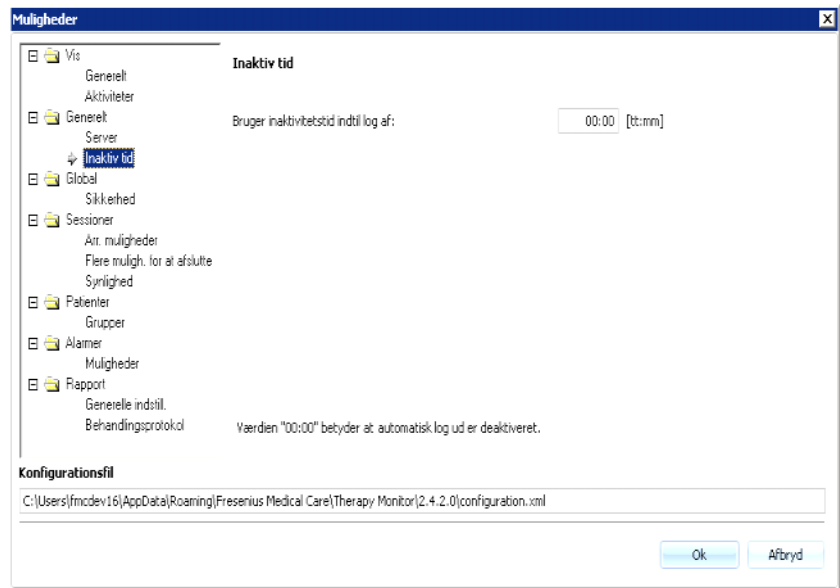 Muligheder
Vis
Generelt
Aktiviteter
Generelt
Server
Inaktiv tid
Global
Sikkerhed
Sessioner
Arr. muligheder
Flere muligh. for at afslutte
Synlighed
Patienter
Grupper
Alarmer
Muligheder
Rapport
Generelle indstill.
Behandlingsprotokol
Inaktiv tid
Bruger inaktivitetstid indtil log af: 00:00 [tt:mm]
Værdien "00:00" betyder at automatisk log ud er deaktiveret.
Konfigurationsfil
C:\Users\fmcdev16\AppData\Roaming\Fresenius Medical Care\Therapy Monitor\2.4.2.0\configuration.xml
Ok Afbryd